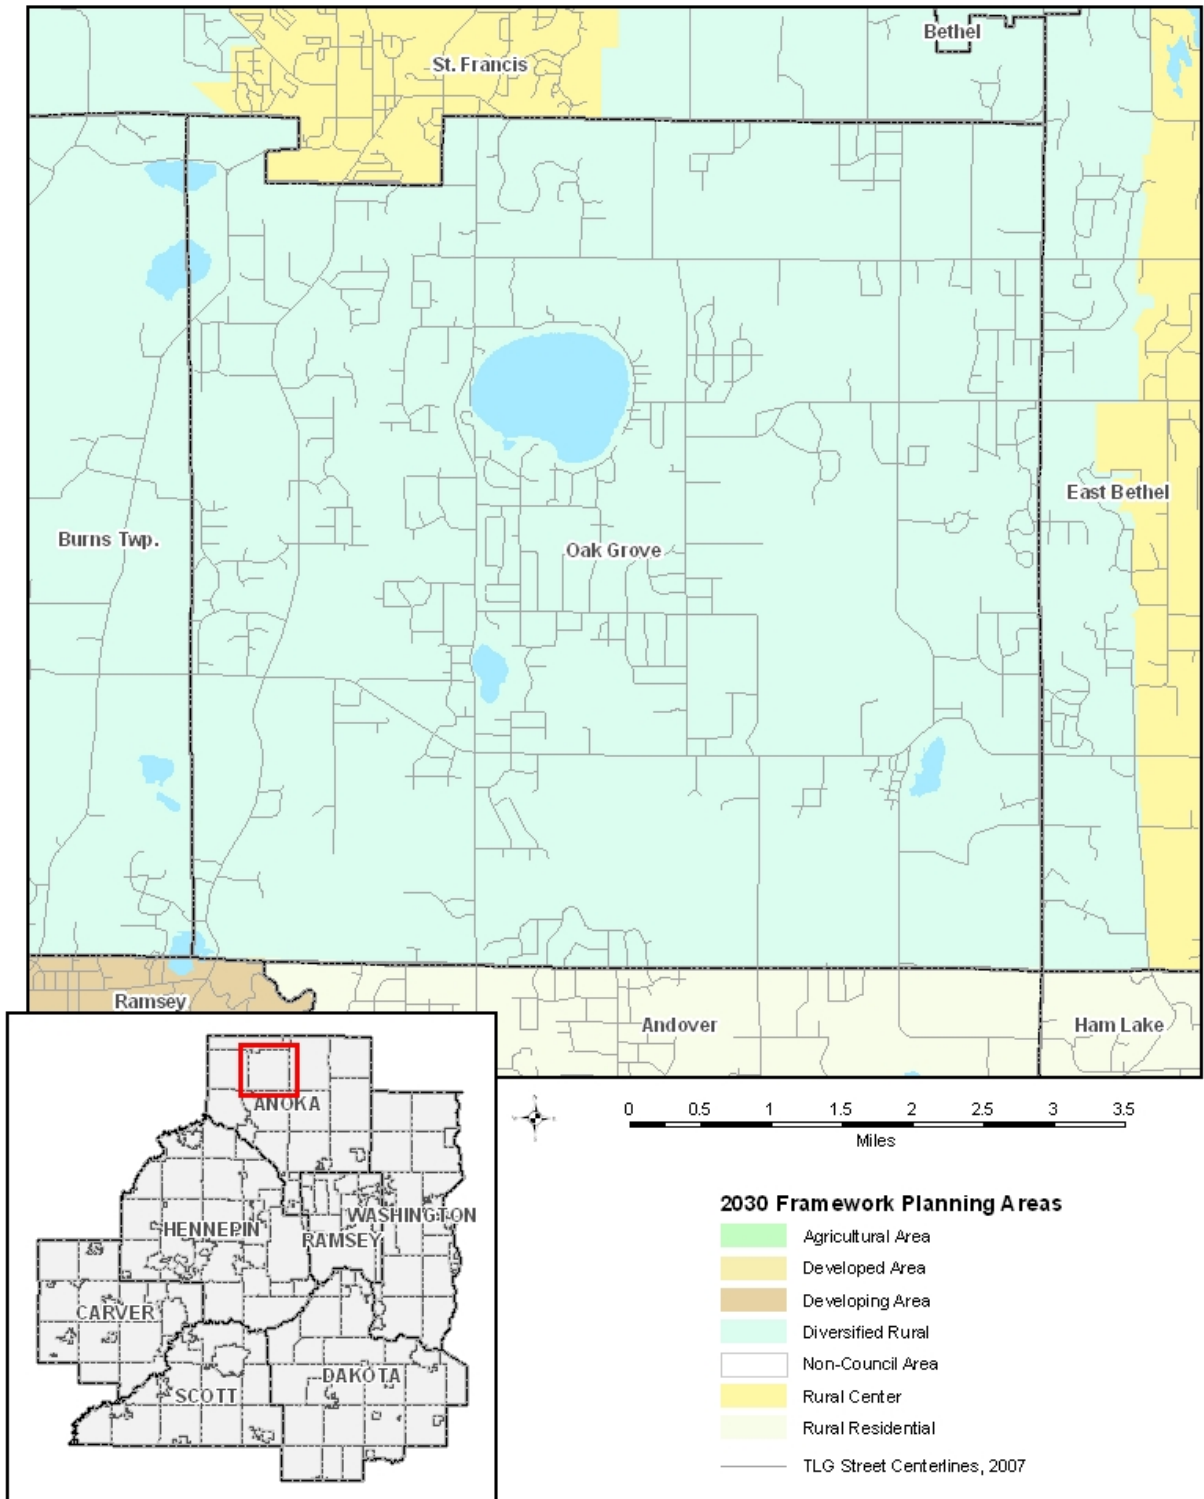 Bethel
St. Francis
East Bethel
Burns Twp.
Oak Grove
Ramsey
Andover
Ham Lake
ANOKA
HENNEPIN
WASHINGTON
RAMSEY
CARVER
DAKOTA
SCOTT
0 0.5 1 1.5 2 2.5 3 3.5
Miles
2030 Framework Planning Areas
Agricultural Area
Developed Area
Developing Area
Diversified Rural
Non-Council Area
Rural Center
Rural Residential
TLG Street Centerlines, 2007